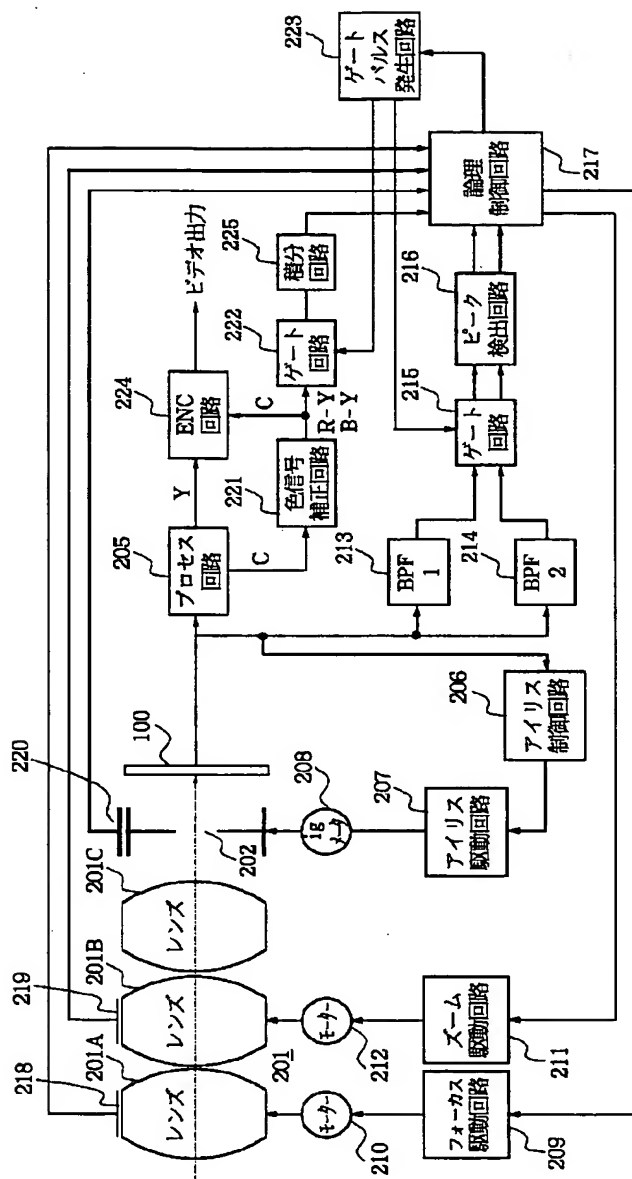 223
ゲート
パルス
発生回路
ビデオ出力
225
積分
回路
222
ゲート
回路
論理
制御回路
217
224
ENC
回路
C
R-Y
B-Y
216
ピーク
検出回路
Y
221
色信号
補正回路
215
ゲート
回路
205
プロセス
回路
C
213
BPF
1
214
BPF
2
220
100
206
アイリス
制御回路
202
208
ig
メータ
207
アイリス
駆動回路
201C
レンズ
219
201B
レンズ
218
201A
レンズ
201
モーター
212
ズーム
駆動回路
211
モーター
210
フォーカス
駆動回路
209